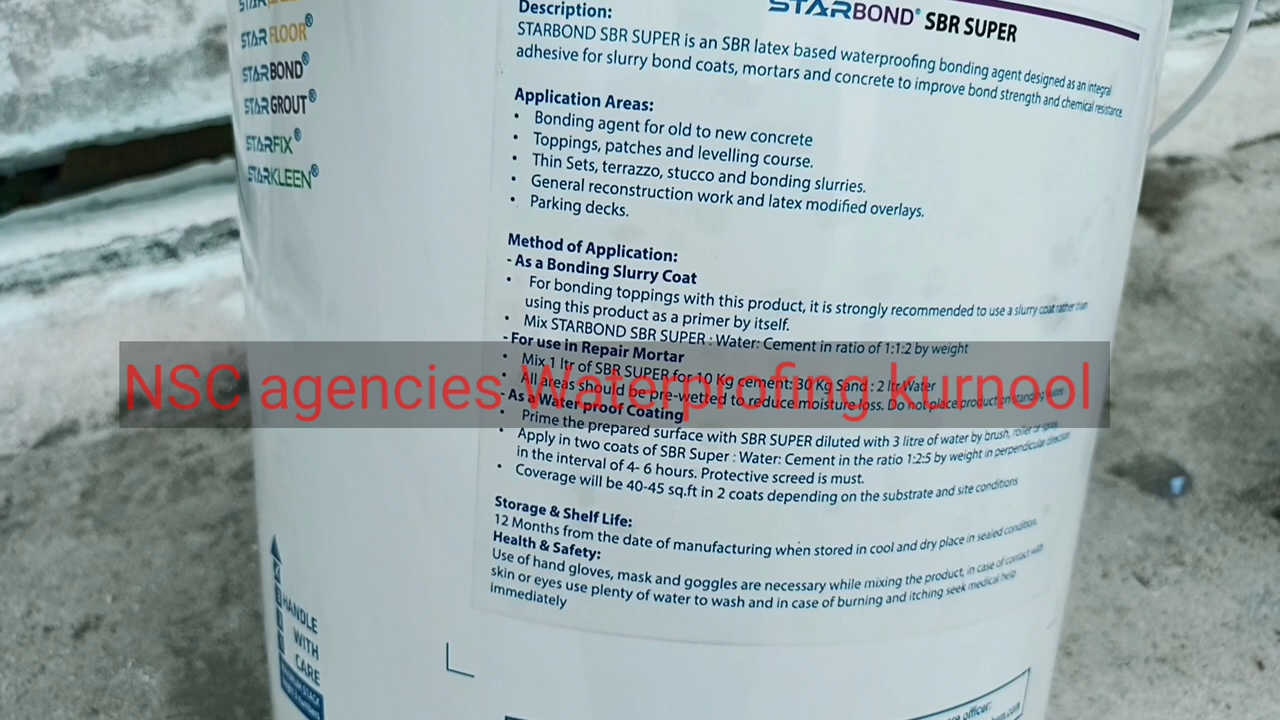 STARFLOOR®
STARBOND®
STARGROUT®
STARFIX®
STARKLEEN®
STARBOND® SBR SUPER
Description:
STARBOND SBR SUPER is an SBR latex based waterproofing bonding agent designed as an integral
adhesive for slurry bond coats, mortars and concrete to improve bond strength and chemical resistance.
Application Areas:
• Bonding agent for old to new concrete
• Toppings, patches and levelling course.
• Thin Sets, terrazzo, stucco and bonding slurries.
• General reconstruction work and latex modified overlays.
• Parking decks.
Method of Application:
- As a Bonding Slurry Coat
• For bonding toppings with this product, it is strongly recommended to use a slurry coat rather than
using this product as a primer by itself.
• Mix STARBOND SBR SUPER : Water: Cement in ratio of 1:1:2 by weight
- For use in Repair Mortar
• Mix 1 ltr of SBR SUPER for 10 Kg cement: 30 Kg Sand : 2 ltr Water
• All areas should be pre-wetted to reduce moisture loss. Do not place product on standing water
- As a Water proof Coating
NSC agencies Waterprofing kurnool
• Prime the prepared surface with SBR SUPER diluted with 3 litre of water by brush, roller or spray.
• Apply in two coats of SBR Super : Water: Cement in the ratio 1:2:5 by weight in perpendicular direction
in the interval of 4- 6 hours. Protective screed is must.
• Coverage will be 40-45 sq.ft in 2 coats depending on the substrate and site conditions
Storage & Shelf Life:
12 Months from the date of manufacturing when stored in cool and dry place in sealed condition.
Health & Safety:
Use of hand gloves, mask and goggles are necessary while mixing the product, in case of contact with
skin or eyes use plenty of water to wash and in case of burning and itching seek medical help
immediately
HANDLE
WITH
CARE
officer: